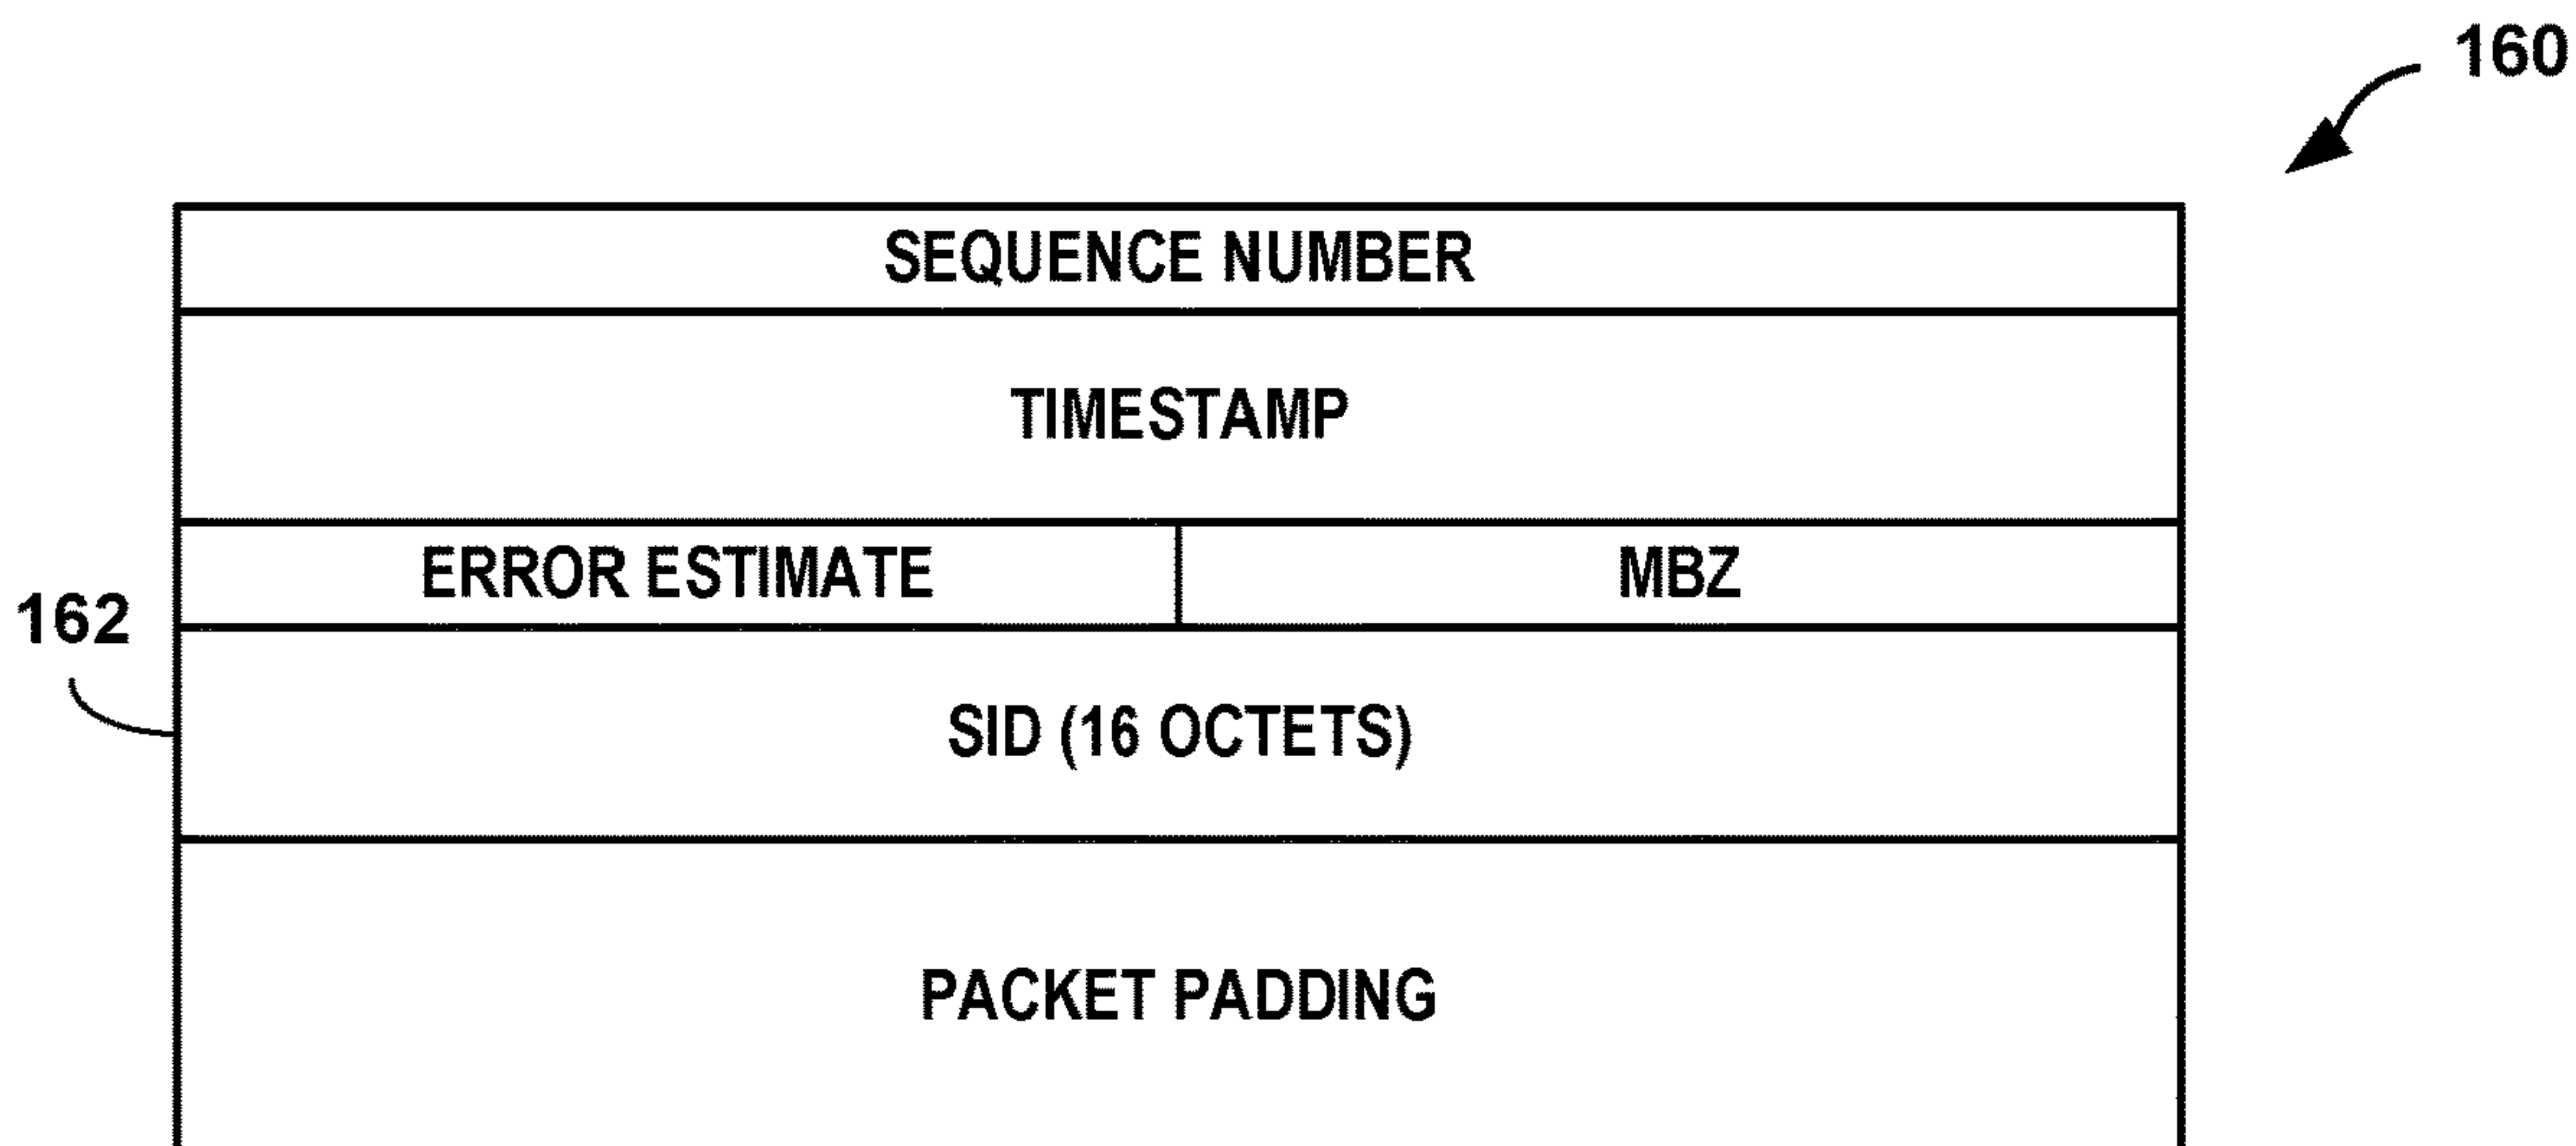 160
SEQUENCE NUMBER
TIMESTAMP
ERROR ESTIMATE MBZ
162
SID (16 OCTETS)
PACKET PADDING